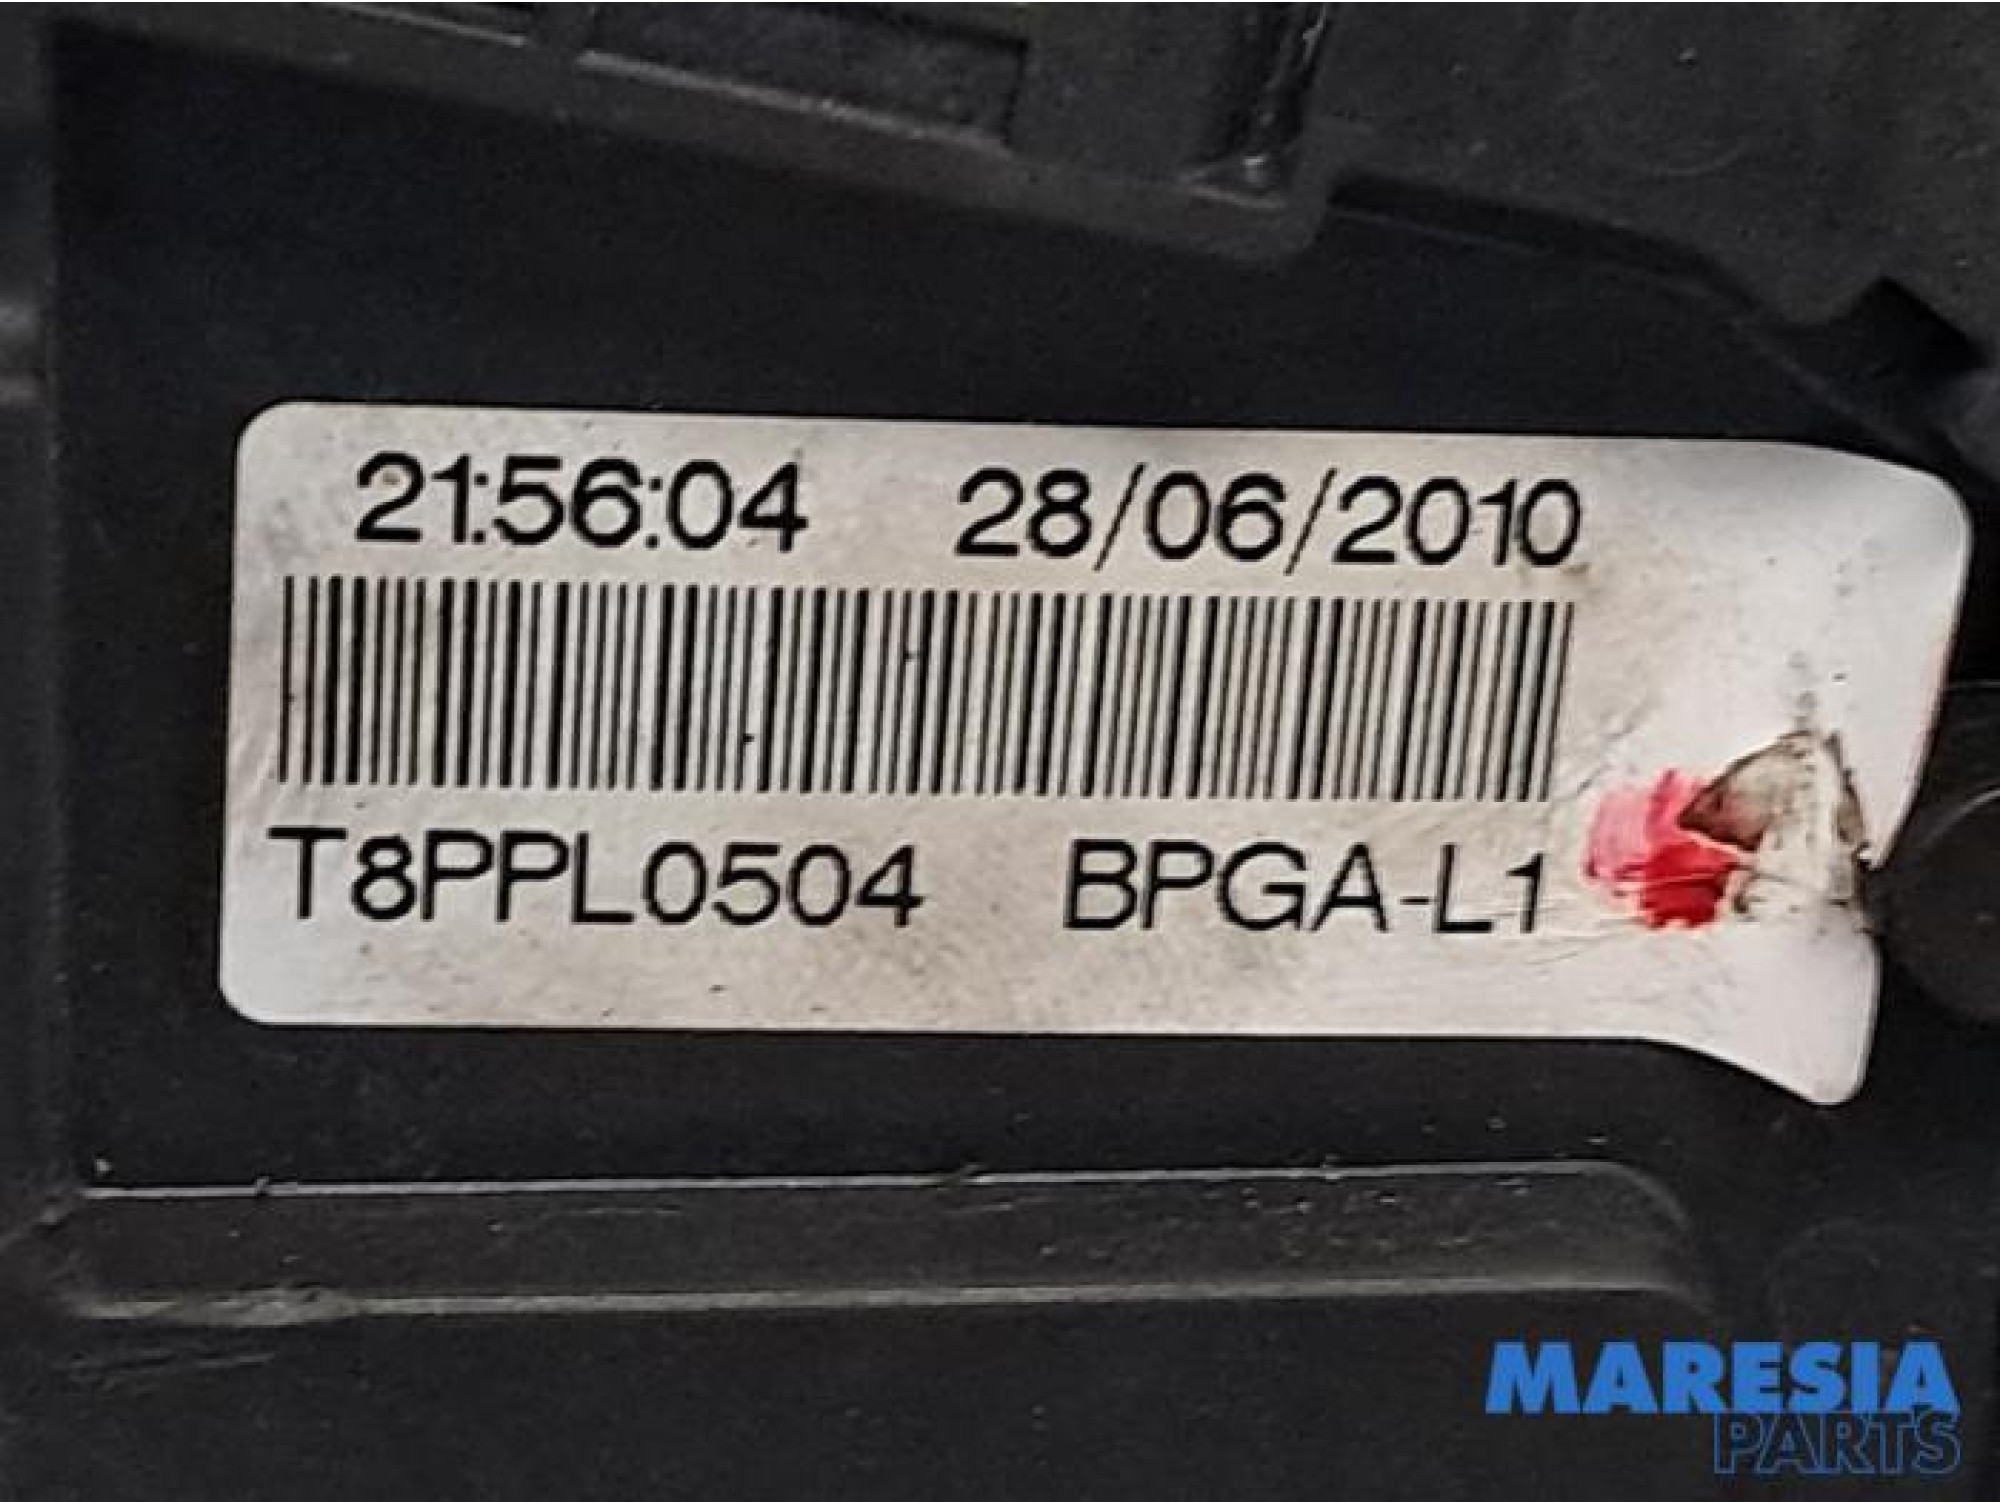 21:56:04 28/06/2010
T8PPL0504 BPGA-L1
MARESIA
PARTS